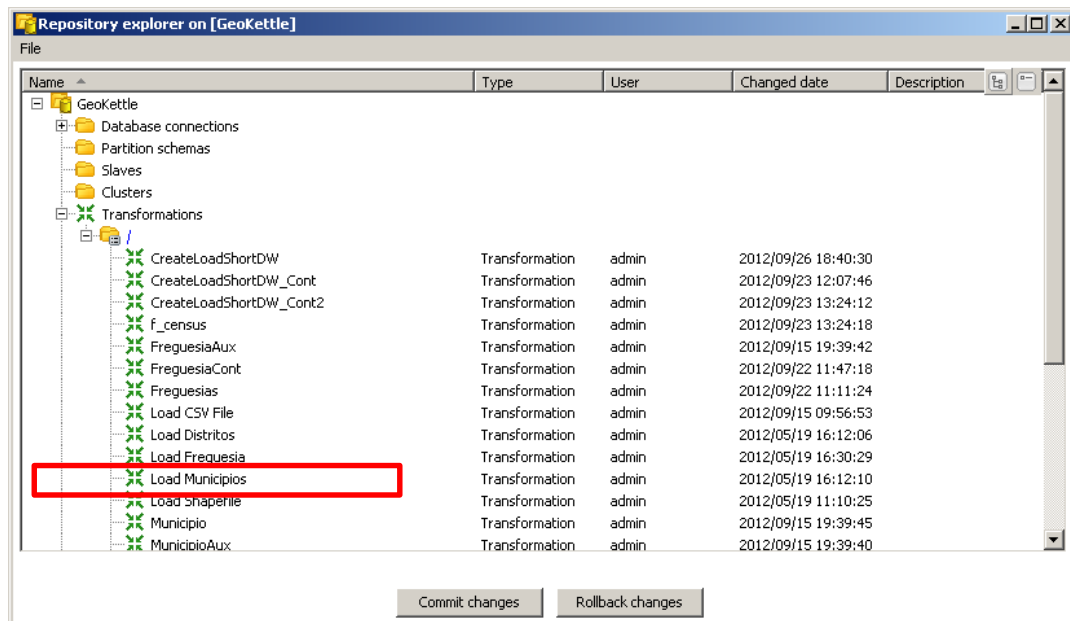 Repository explorer on [GeoKettle]
File
Name Type User Changed date Description
GeoKettle
Database connections
Partition schemas
Slaves
Clusters
Transformations
/
CreateLoadShortDW Transformation admin 2012/09/26 18:40:30
CreateLoadShortDW_Cont Transformation admin 2012/09/23 12:07:46
CreateLoadShortDW_Cont2 Transformation admin 2012/09/23 13:24:12
f_census Transformation admin 2012/09/23 13:24:18
FreguesiaAux Transformation admin 2012/09/15 19:39:42
FreguesiaCont Transformation admin 2012/09/22 11:47:18
Freguesias Transformation admin 2012/09/22 11:11:24
Load CSV File Transformation admin 2012/09/15 09:56:53
Load Distritos Transformation admin 2012/05/19 16:12:06
Load Freguesia Transformation admin 2012/05/19 16:30:29
Load Municipios Transformation admin 2012/05/19 16:12:10
Load Shapefile Transformation admin 2012/05/19 11:10:25
Municipio Transformation admin 2012/09/15 19:39:45
MunicipioAux Transformation admin 2012/09/15 19:39:40
Commit changes Rollback changes